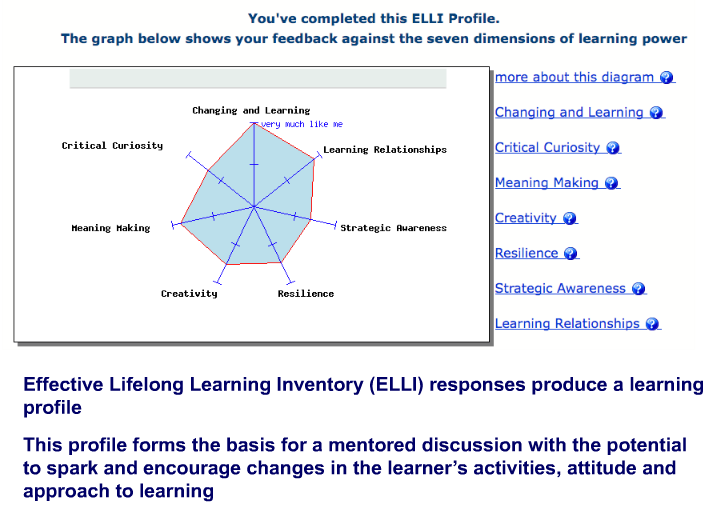 You've completed this ELLI Profile.
The graph below shows your feedback against the seven dimensions of learning power
Changing and Learning
very much like me
Critical Curiosity
Learning Relationships
Meaning Making
Strategic Awareness
Creativity
Resilience
more about this diagram ?
Changing and Learning ?
Critical Curiosity ?
Meaning Making ?
Creativity ?
Resilience ?
Strategic Awareness ?
Learning Relationships ?
Effective Lifelong Learning Inventory (ELLI) responses produce a learning
profile
This profile forms the basis for a mentored discussion with the potential
to spark and encourage changes in the learner’s activities, attitude and
approach to learning